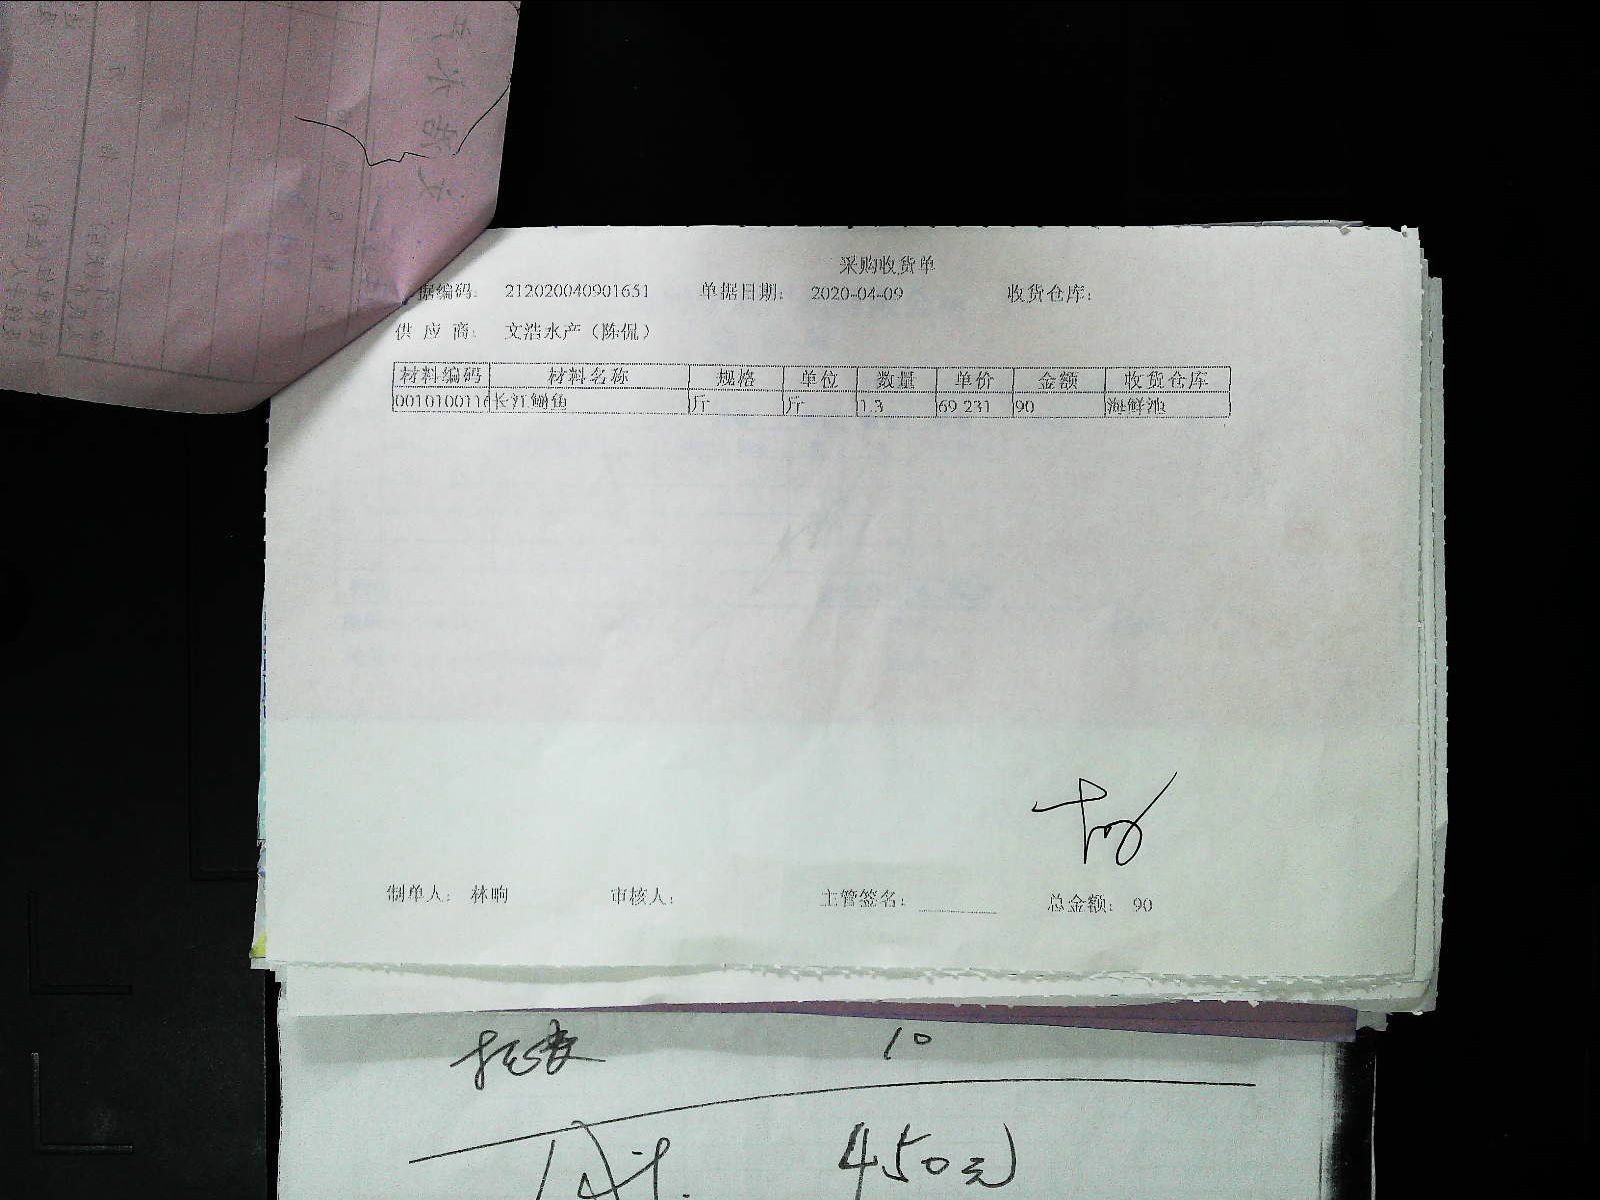 采购收货单
据编码: 212020040901651 单据日期: 2020-04-09 收货仓库:
供 应 商: 文浩水产（陈侃）
材料编码 材料名称 规格 单位 数量 单价 金额 收货仓库
0010100116 长江鮰鱼 斤 斤 1.3 69.231 90 海鲜池
制单人: 林晌 审核人: 主管签名: 总金额: 90
10
450元